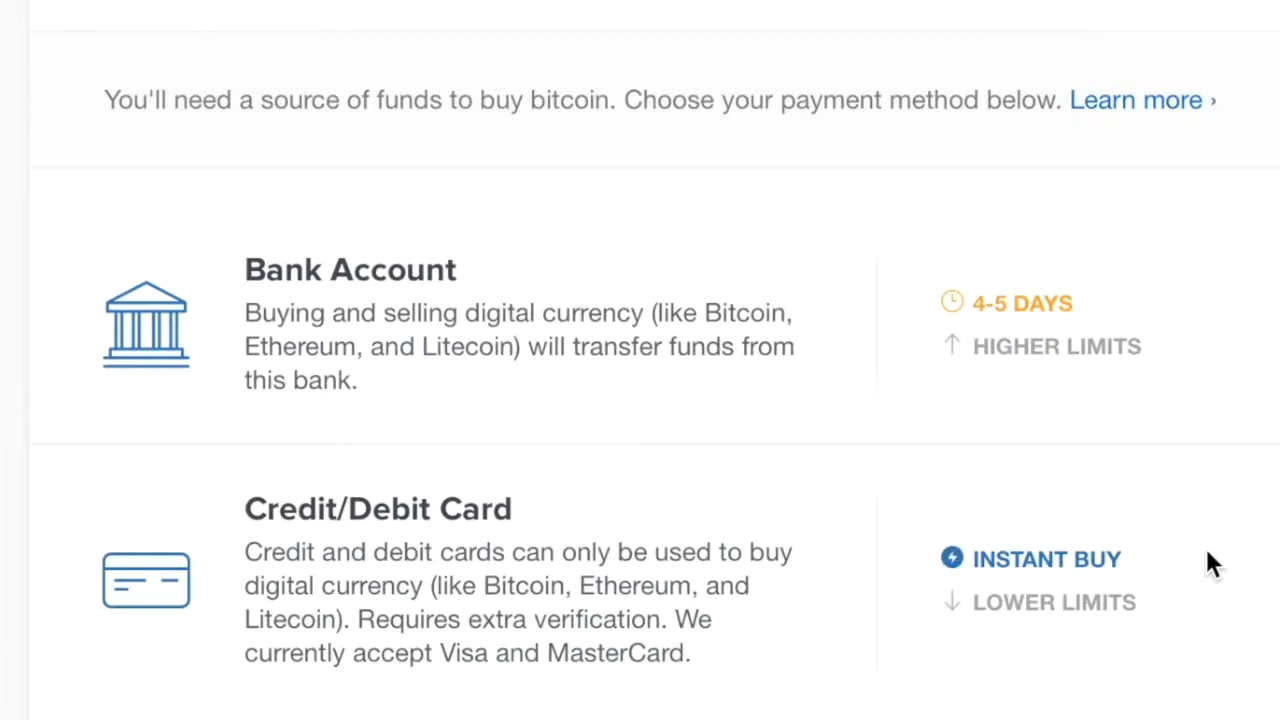 You'll need a source of funds to buy bitcoin. Choose your payment method below. Learn more ›
Bank Account
Buying and selling digital currency (like Bitcoin,
Ethereum, and Litecoin) will transfer funds from
this bank.
4-5 DAYS
HIGHER LIMITS
Credit/Debit Card
Credit and debit cards can only be used to buy
digital currency (like Bitcoin, Ethereum, and
Litecoin). Requires extra verification. We
currently accept Visa and MasterCard.
INSTANT BUY
LOWER LIMITS